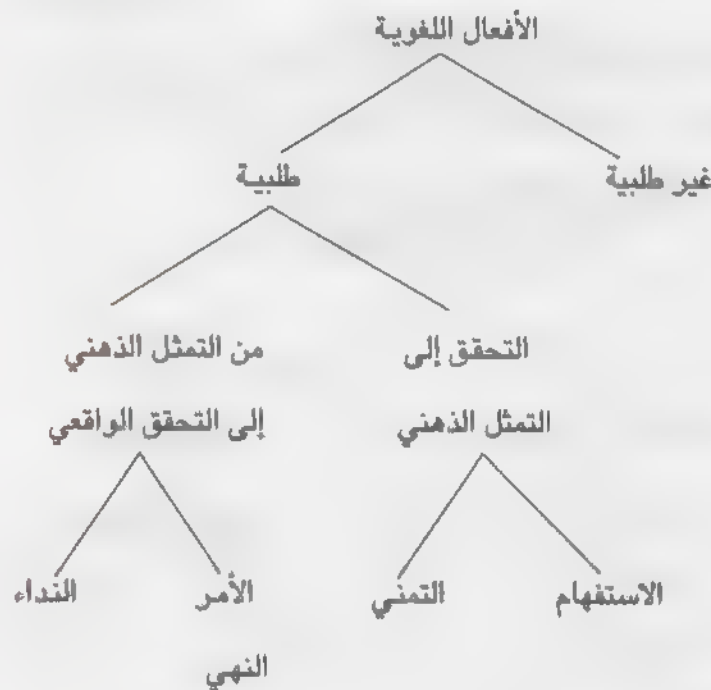 الأفعال اللغوية
غير طلبية
طلبية
التحقق إلى
التمثل الذهني
من التمثل الذهني
إلى التحقق الواقعي
الاستفهام
التمني
الأمر
النهي
النداء